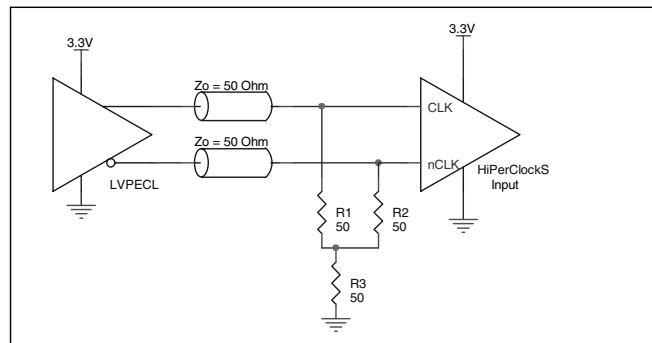 3.3V
3.3V
Zo = 50 Ohm
CLK
Zo = 50 Ohm
nCLK
HiPerClockS
Input
LVPECL
R1
50
R2
50
R3
50